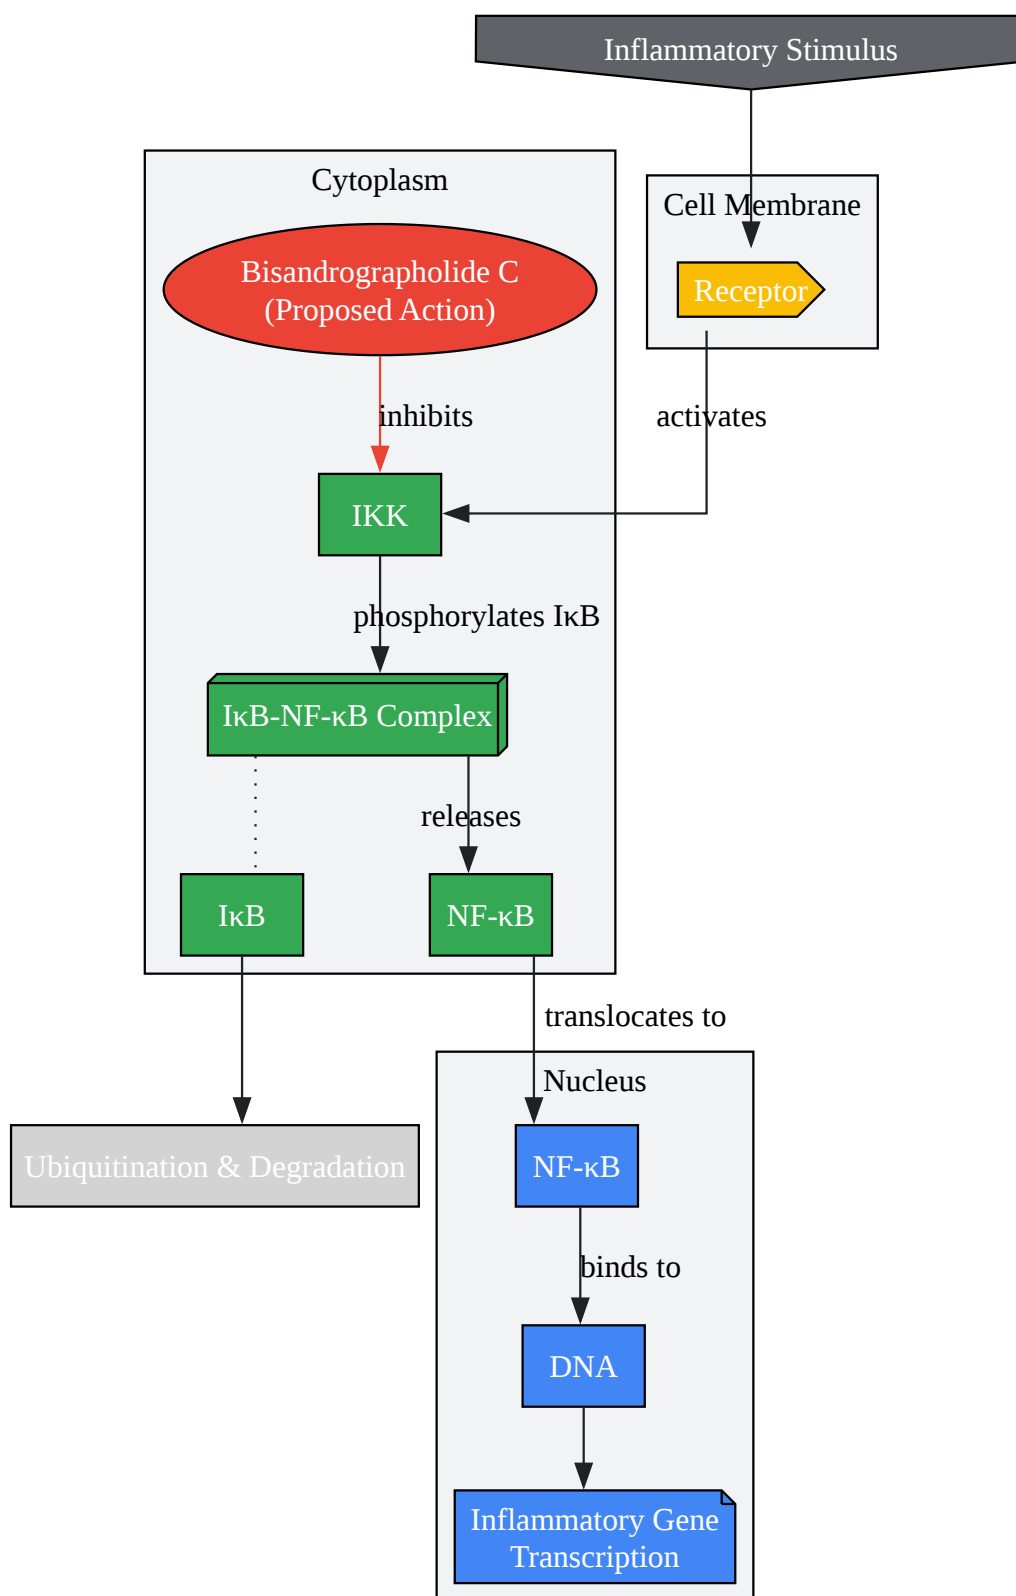 Inflammatory Stimulus
Cytoplasm
Cell Membrane
Bisandrographolide C
(Proposed Action)
Receptor
inhibits
activates
IKK
phosphorylates IκB
IκB-NF-κB Complex
releases
IκB
NF-κB
translocates to
Nucleus
Ubiquitination & Degradation
NF-κB
binds to
DNA
Inflammatory Gene
Transcription